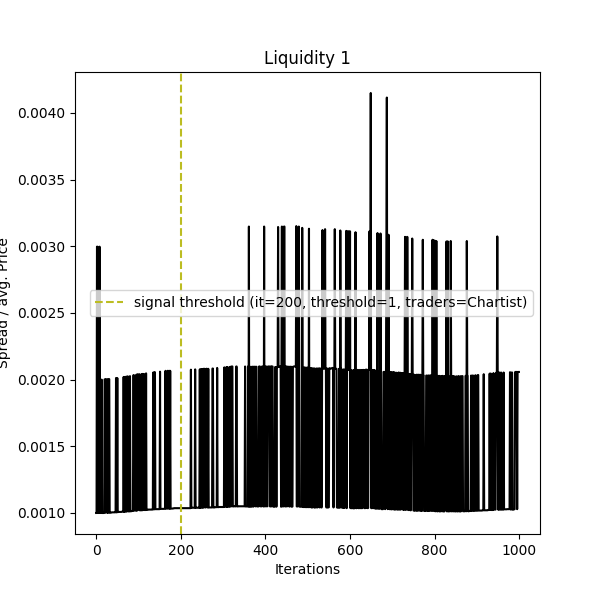 Liquidity 1
0.0040
0.0035
0.0030
0.0025
0.0020
0.0015
0.0010
Spread / avg. Price
signal threshold (it=200, threshold=1, traders=Chartist)
0 200 400 600 800 1000
Iterations